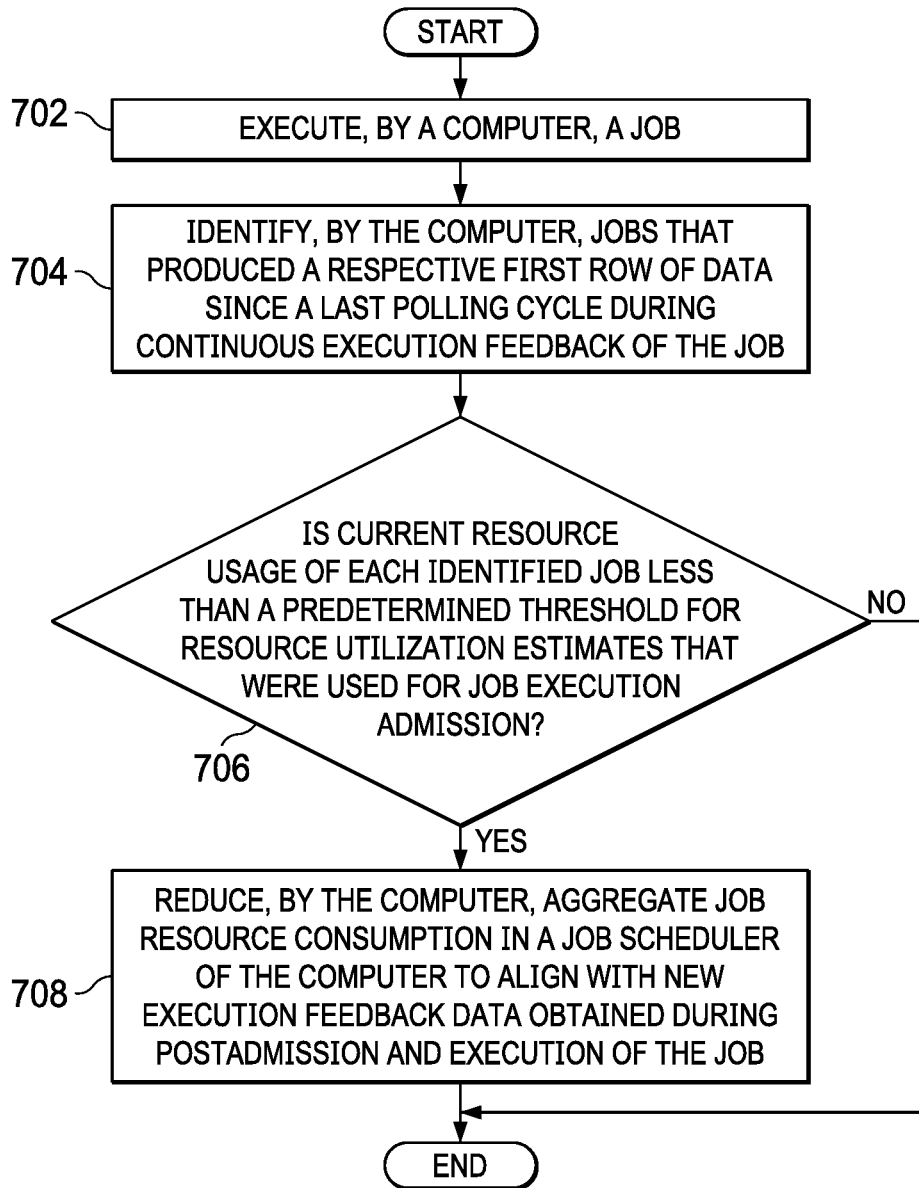 START
702
EXECUTE, BY A COMPUTER, A JOB
704
IDENTIFY, BY THE COMPUTER, JOBS THAT
PRODUCED A RESPECTIVE FIRST ROW OF DATA
SINCE A LAST POLLING CYCLE DURING
CONTINUOUS EXECUTION FEEDBACK OF THE JOB
IS CURRENT RESOURCE
USAGE OF EACH IDENTIFIED JOB LESS
THAN A PREDETERMINED THRESHOLD FOR
RESOURCE UTILIZATION ESTIMATES THAT
WERE USED FOR JOB EXECUTION
ADMISSION?
NO
706
YES
708
REDUCE, BY THE COMPUTER, AGGREGATE JOB
RESOURCE CONSUMPTION IN A JOB SCHEDULER
OF THE COMPUTER TO ALIGN WITH NEW
EXECUTION FEEDBACK DATA OBTAINED DURING
POSTADMISSION AND EXECUTION OF THE JOB
END